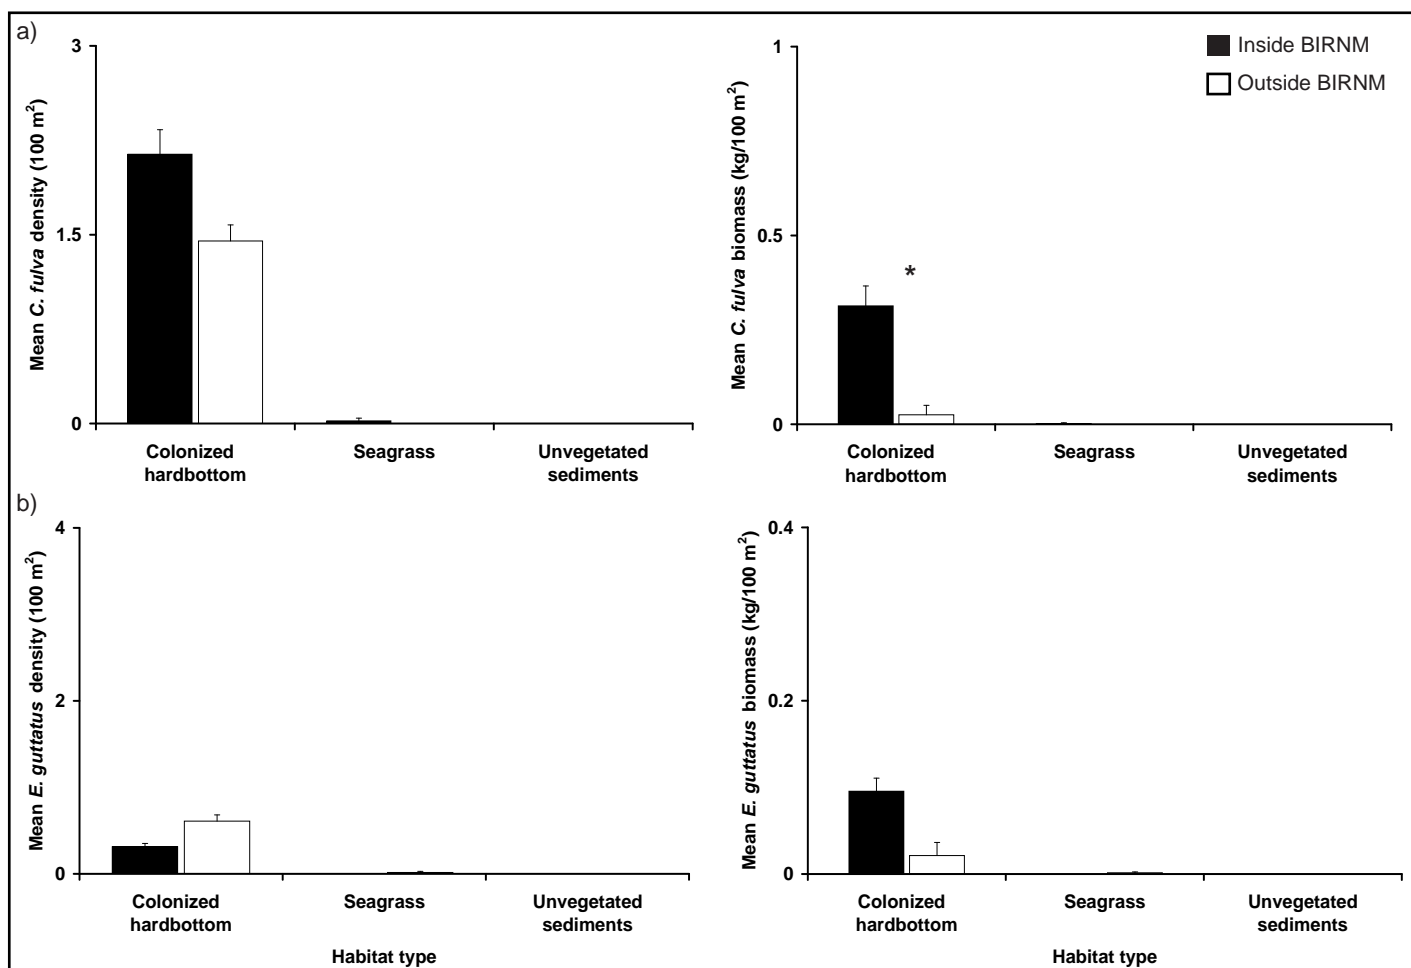 a)
Mean C. fulva density (100 m²)
3
1.5
0
Colonized
hardbottom
Seagrass
Unvegetated
sediments
Mean C. fulva biomass (kg/100 m²)
1
0.5
0
*
Inside BIRNM
Outside BIRNM
Colonized
hardbottom
Seagrass
Unvegetated
sediments
b)
Mean E. guttatus density (100 m²)
4
2
0
Colonized
hardbottom
Seagrass
Unvegetated
sediments
Habitat type
Mean E. guttatus biomass (kg/100 m²)
0.4
0.2
0
Colonized
hardbottom
Seagrass
Unvegetated
sediments
Habitat type